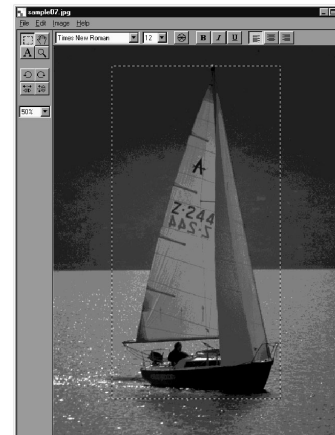 sample07.jpg
File Edit Image Help
Times New Roman 12 B I U
A
50%
A
Z-244
Z-244